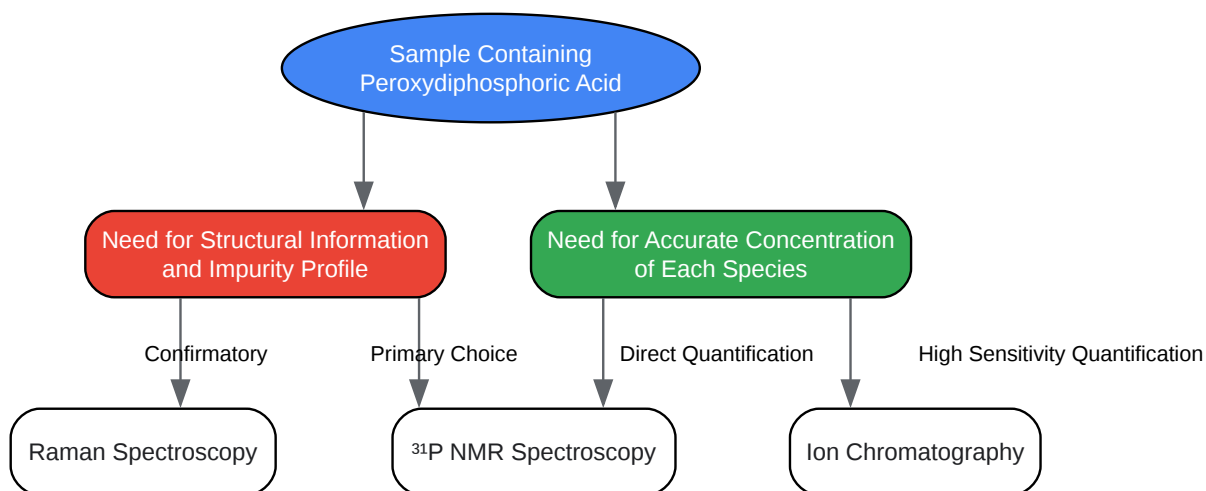 Sample Containing
Peroxydiphosphoric Acid
Need for Structural Information
and Impurity Profile
Need for Accurate Concentration
of Each Species
Confirmatory
Primary Choice
Direct Quantification
High Sensitivity Quantification
Raman Spectroscopy
³¹P NMR Spectroscopy
Ion Chromatography